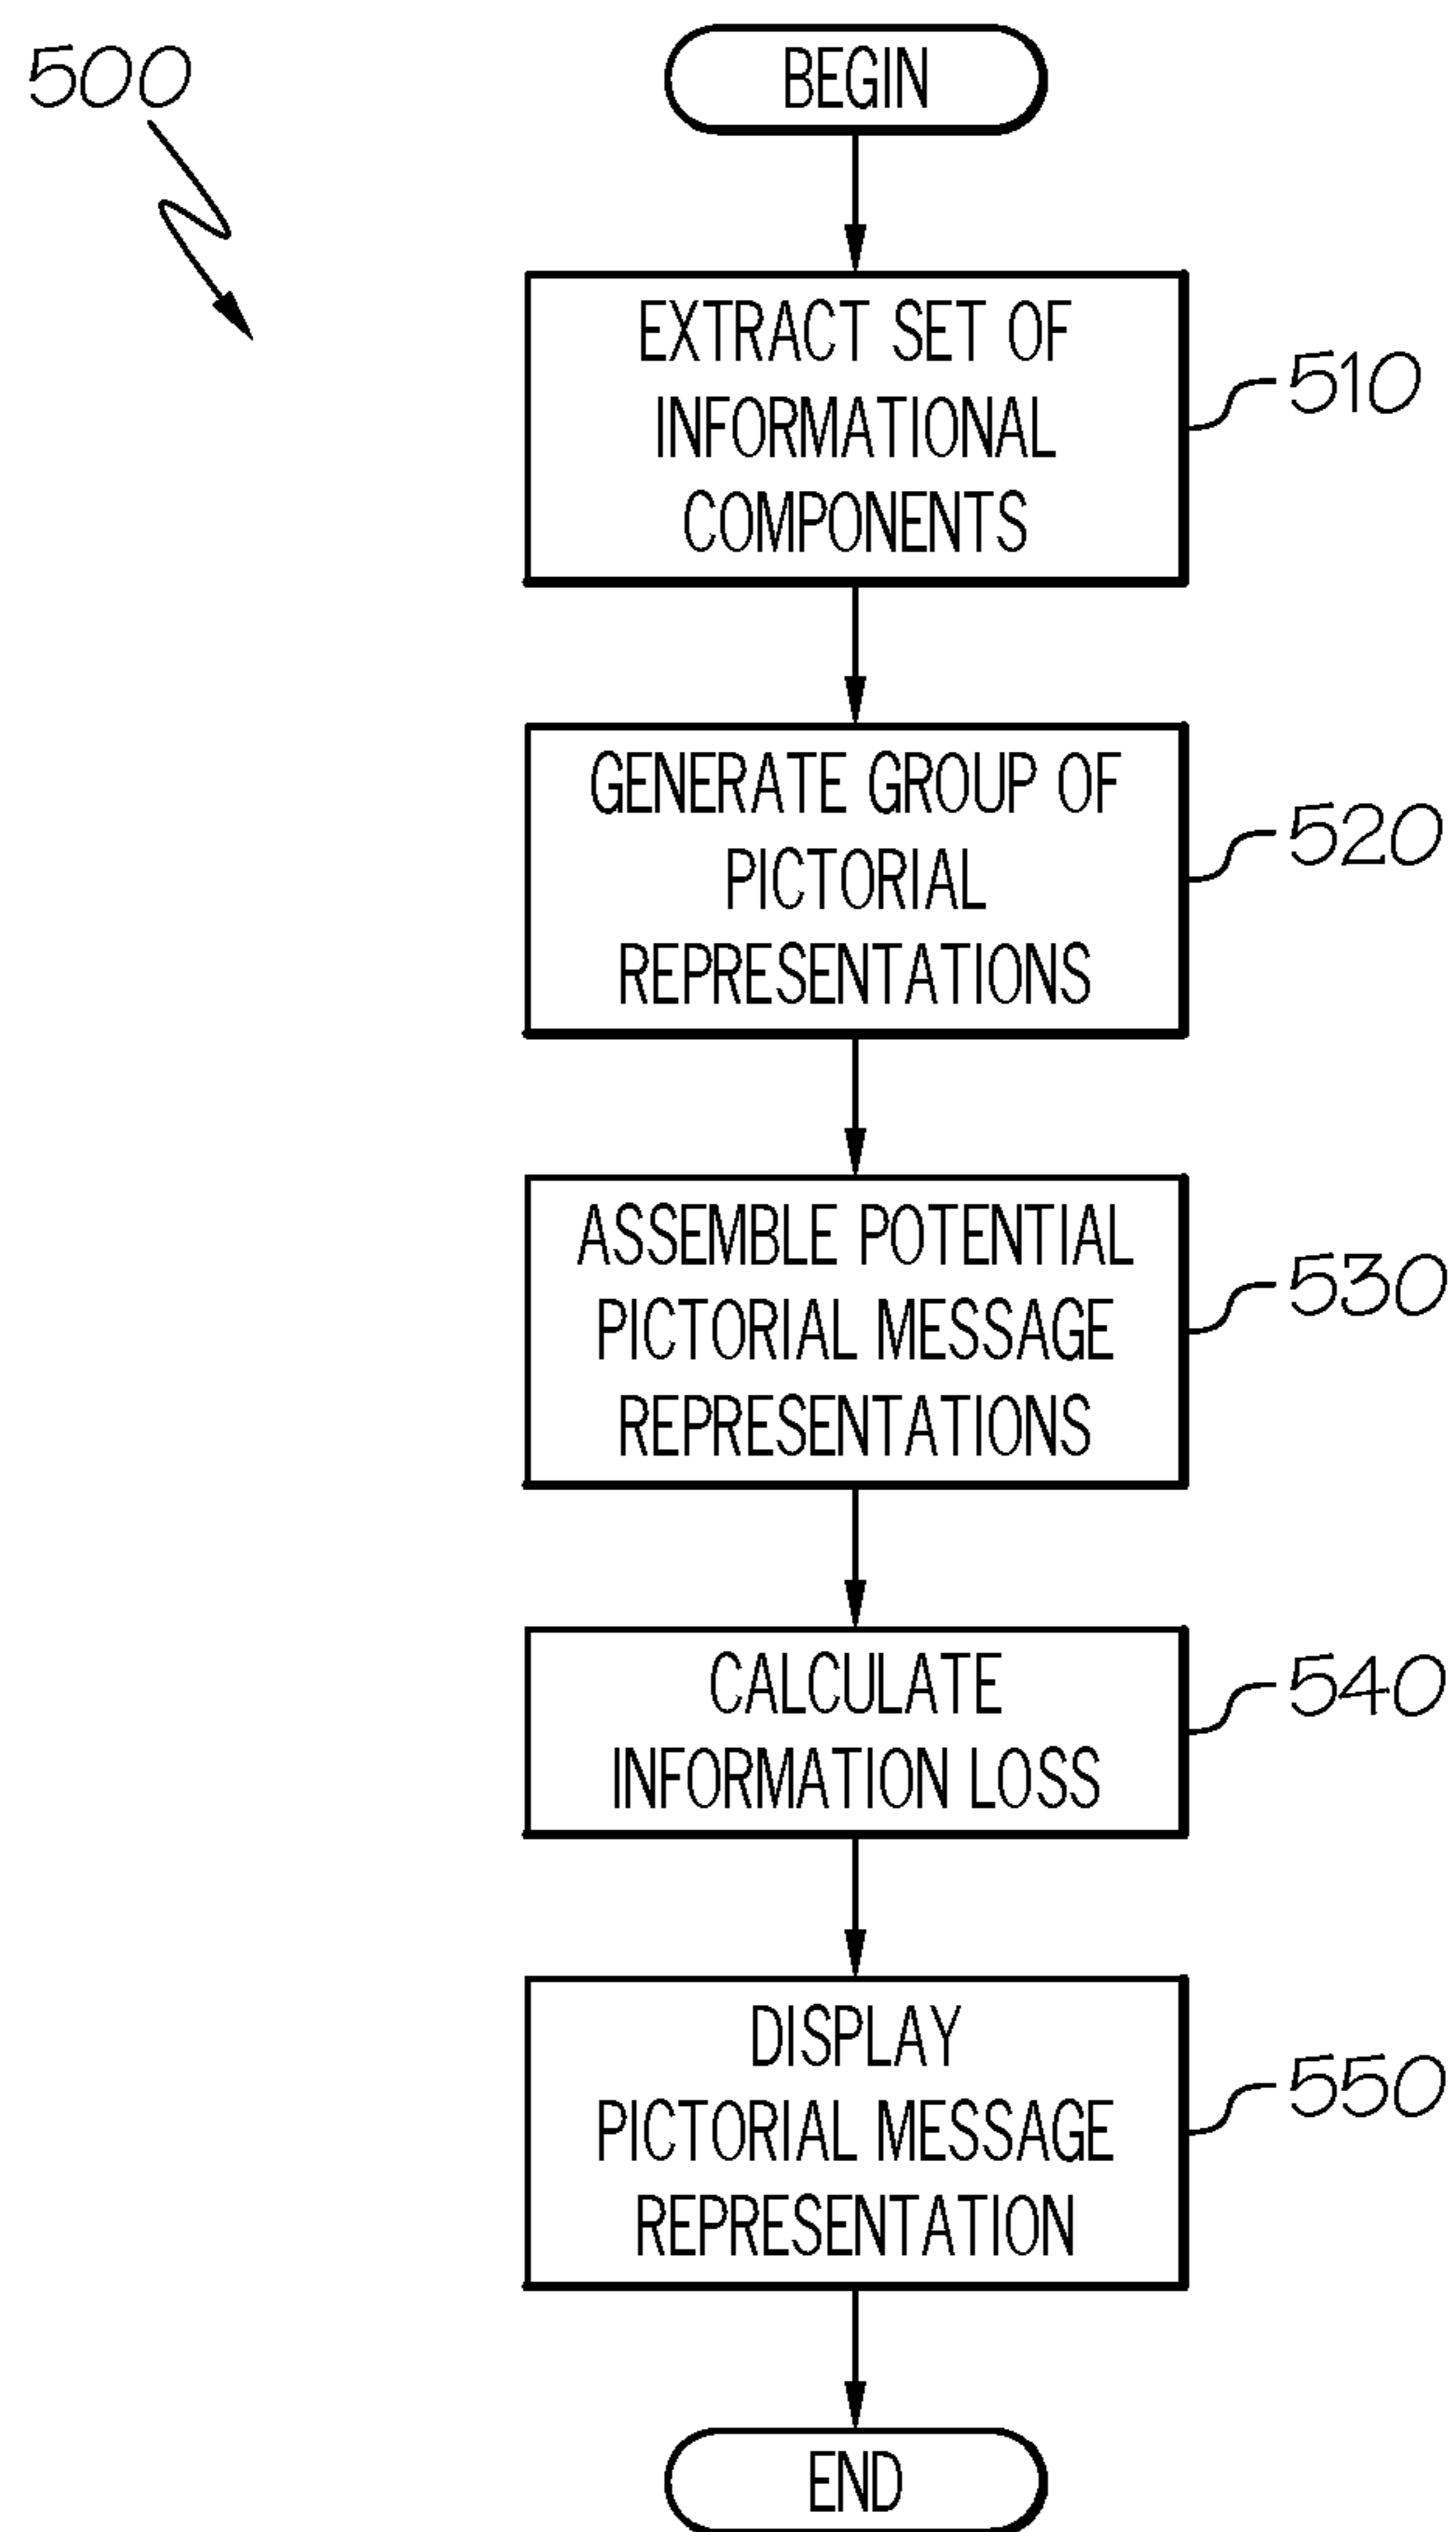 500
BEGIN
EXTRACT SET OF
INFORMATIONAL
COMPONENTS
510
GENERATE GROUP OF
PICTORIAL
REPRESENTATIONS
520
ASSEMBLE POTENTIAL
PICTORIAL MESSAGE
REPRESENTATIONS
530
CALCULATE
INFORMATION LOSS
540
DISPLAY
PICTORIAL MESSAGE
REPRESENTATION
550
END